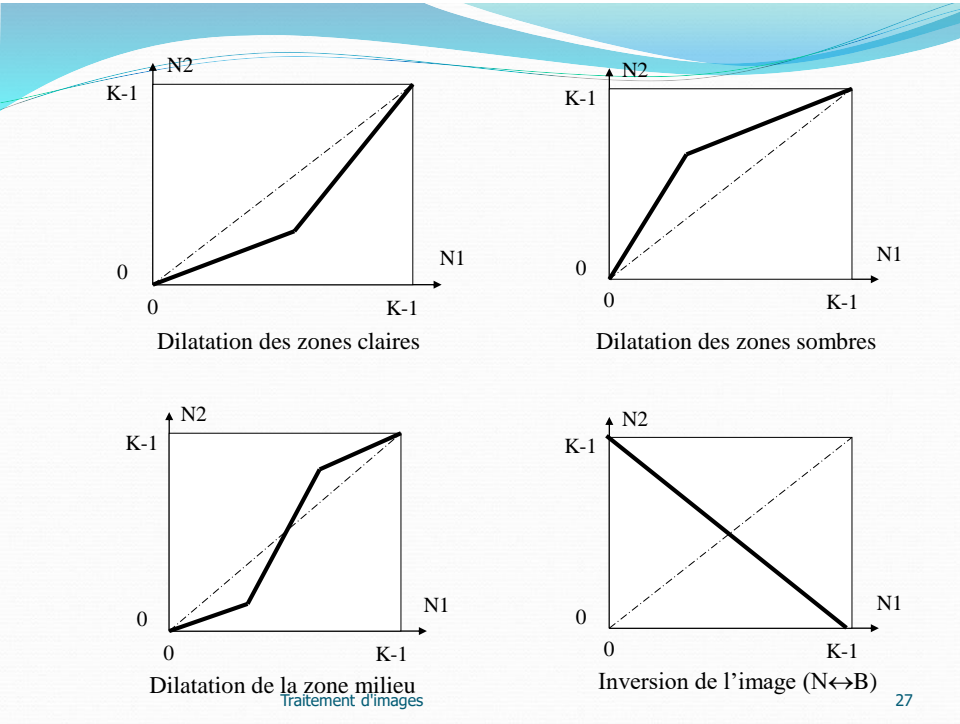 N2
K-1
N1
0
0
K-1
Dilatation des zones claires
N2
K-1
N1
0
0
K-1
Dilatation des zones sombres
N2
K-1
N1
0
0
K-1
Dilatation de la zone milieu
N2
K-1
N1
0
0
K-1
Inversion de l’image (N↔B)
Traitement d'images
27